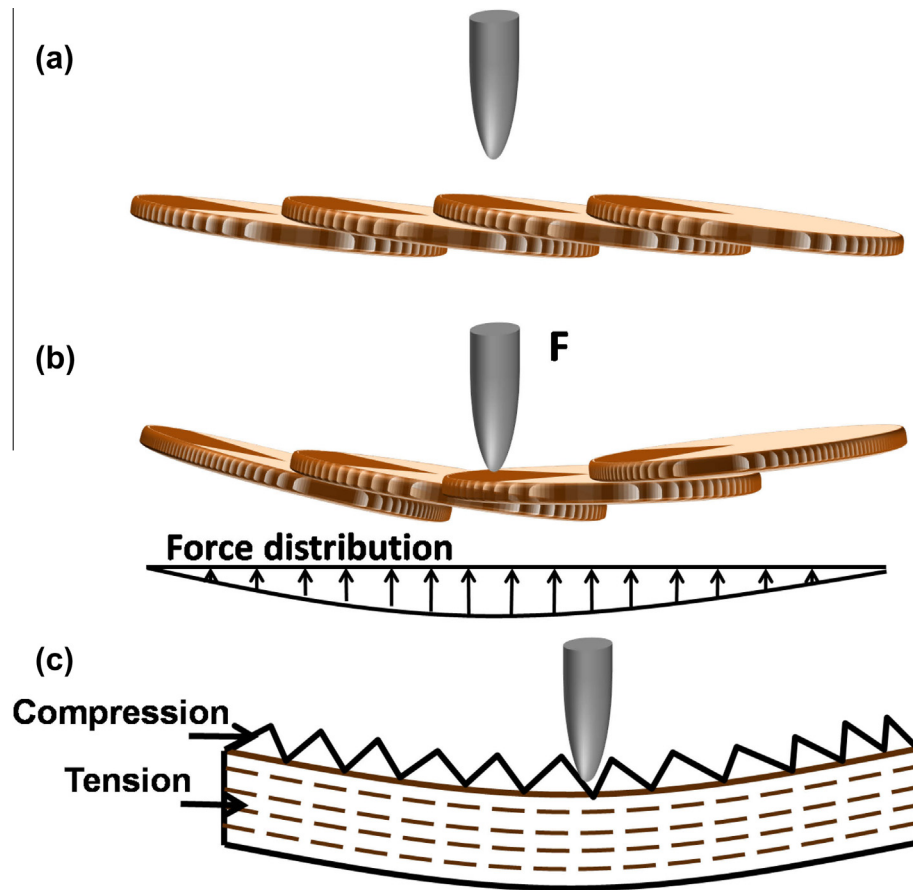 (a)
(b)
F
Force distribution
(c)
Compression
Tension